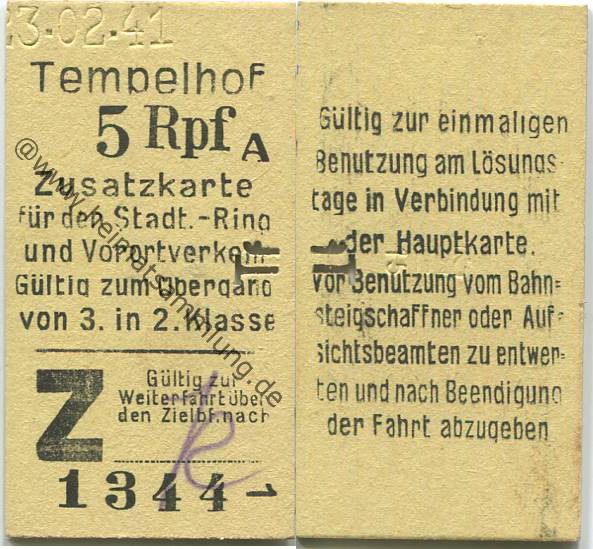 23.02.41
Tempelhof
5 Rpf A
Zusatzkarte
für den Stadt.-Ring
und Vorortverkehr
Gültig zum Übergang
von 3. in 2. Klasse
Z
Gültig zur
Weiterfahrt über
den Zielbf. nach
1344
@www.heimatsammlung.de
Gültig zur einmaligen
Benutzung am Lösungs-
tage in Verbindung mit
der Hauptkarte.
vor Benutzung vom Bahn=
steigschaffner oder Auf=
sichtsbeamten zu entwer=
ten und nach Beendigung
der Fahrt abzugeben